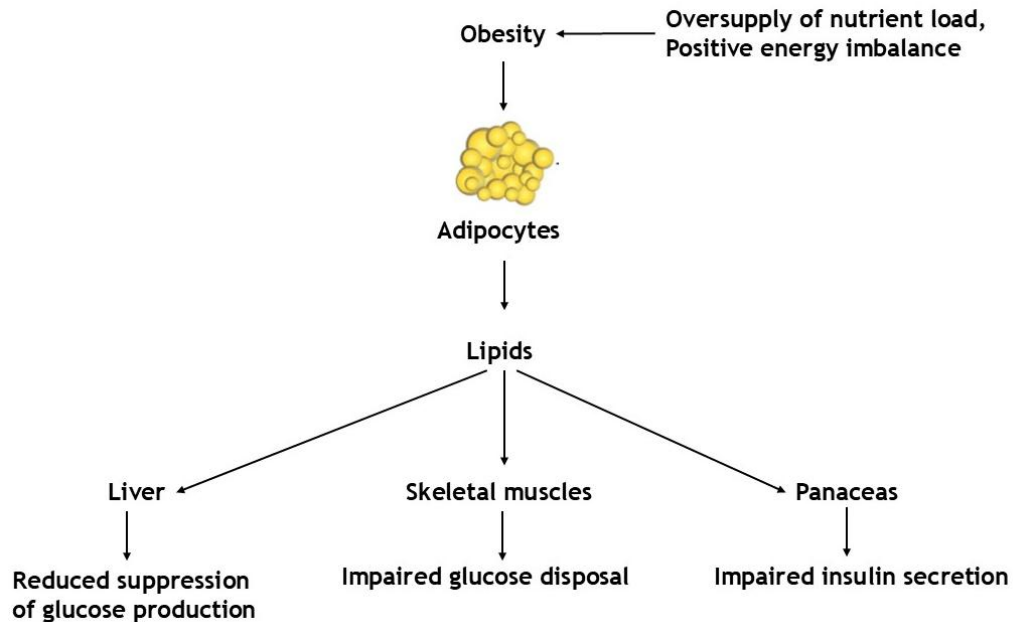 Obesity
Oversupply of nutrient load,
Positive energy imbalance
Adipocytes
Lipids
Liver
Skeletal muscles
Panaceas
Reduced suppression
of glucose production
Impaired glucose disposal
Impaired insulin secretion